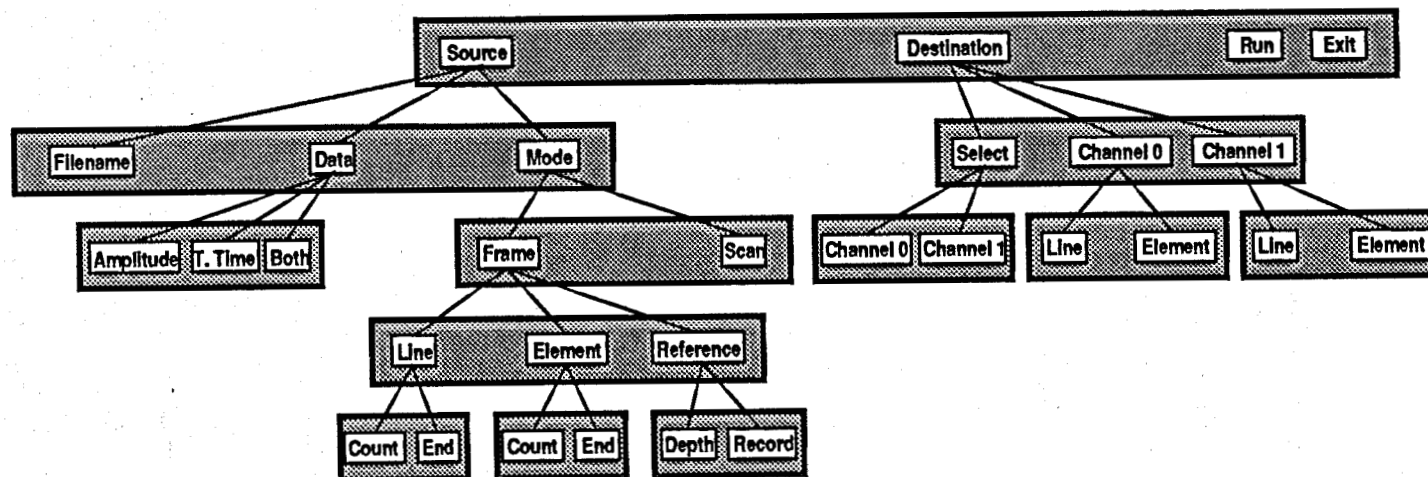 Source Destination Run Exit
Filename Data Mode Select Channel 0 Channel 1
Amplitude T. Time Both Frame Scan Channel 0 Channel 1 Line Element Line Element
Line Element Reference
Count End Count End Depth Record